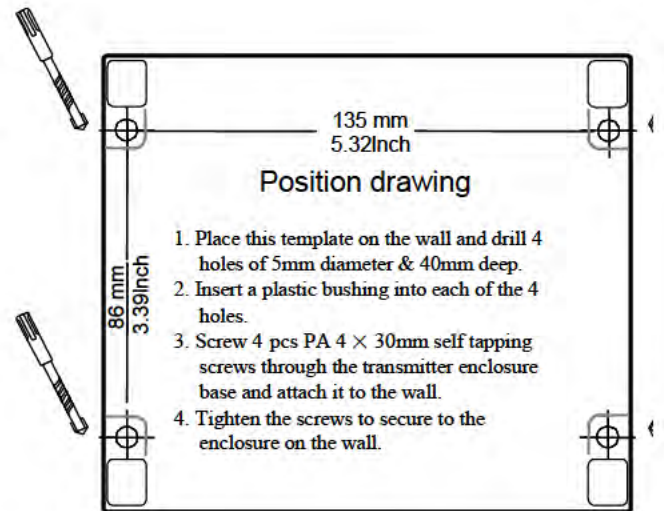 135 mm
5.32Inch
Position drawing
86 mm
3.39Inch
1. Place this template on the wall and drill 4
holes of 5mm diameter & 40mm deep.
2. Insert a plastic bushing into each of the 4
holes.
3. Screw 4 pcs PA 4 × 30mm self tapping
screws through the transmitter enclosure
base and attach it to the wall.
4. Tighten the screws to secure to the
enclosure on the wall.